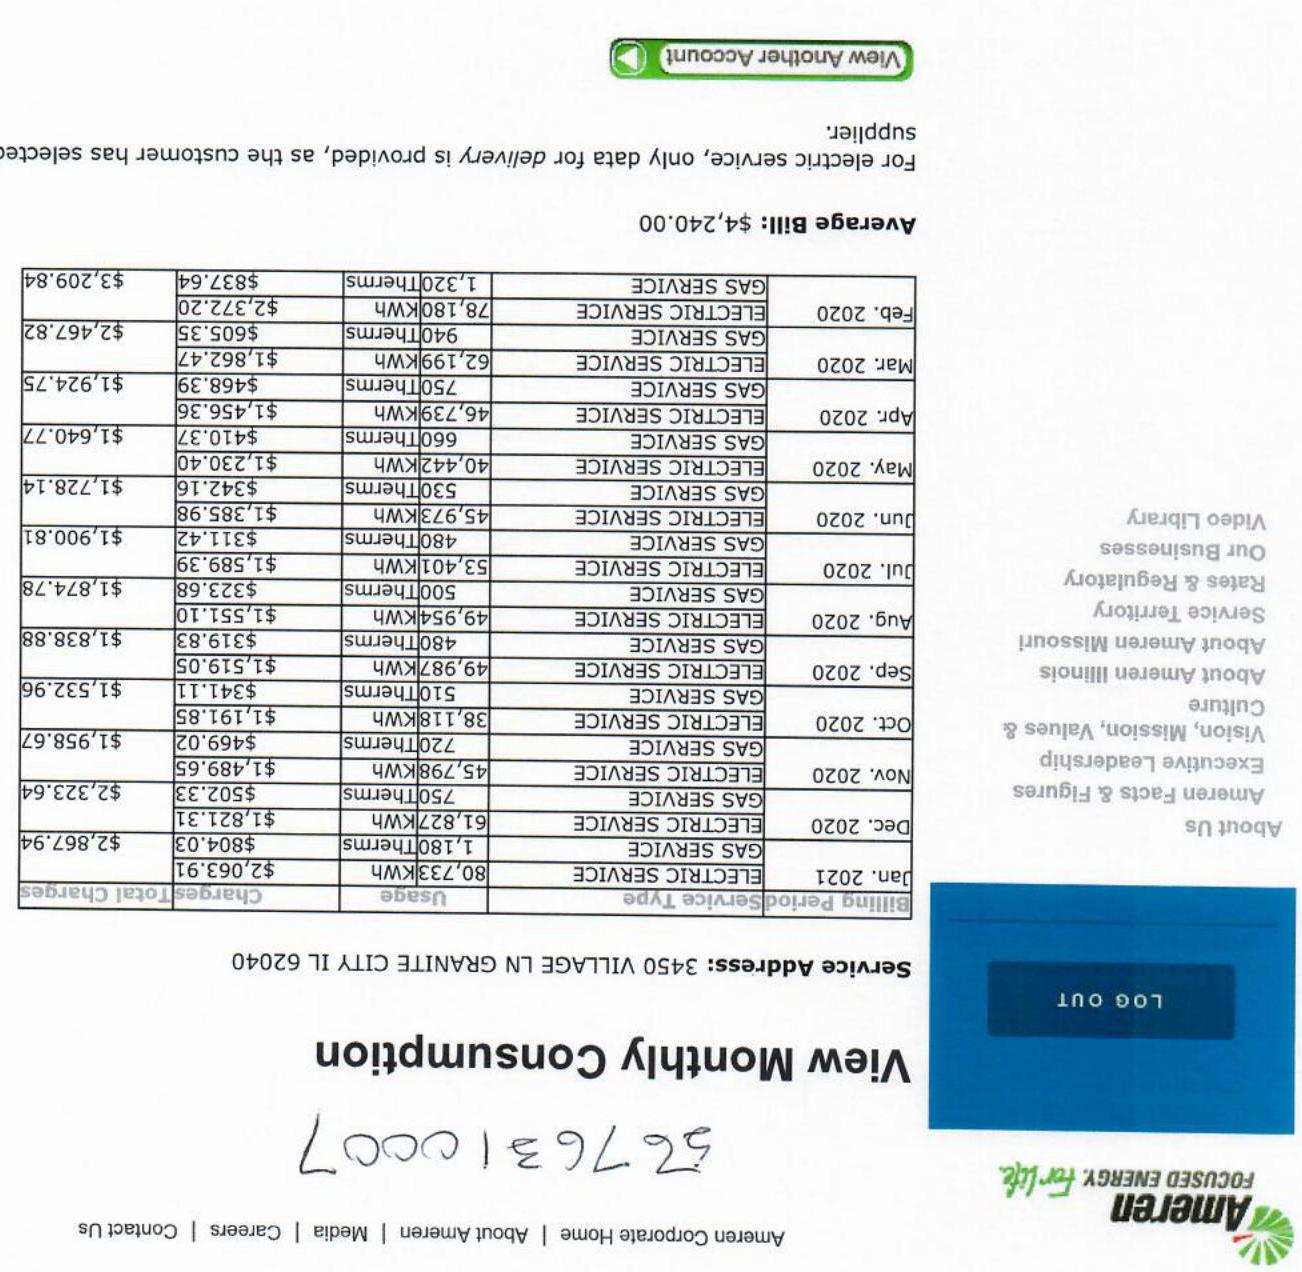 Ameren
FOCUSED ENERGY. For Life.
Ameren Corporate Home | About Ameren | Media | Careers | Contact Us
LOG OUT
About Us
Ameren Facts & Figures
Executive Leadership
Vision, Mission, Values &
Culture
About Ameren Illinois
About Ameren Missouri
Service Territory
Rates & Regulatory
Our Businesses
Video Library
View Monthly Consumption
Service Address: 3450 VILLAGE LN GRANITE CITY IL 62040
Billing Period Service Type Usage Charges Total Charges
Jan. 2021 ELECTRIC SERVICE 80,733 KWh $2,063.91
GAS SERVICE 1,180 Therms $804.03 $2,867.94
Dec. 2020 ELECTRIC SERVICE 61,827 KWh $1,821.31
GAS SERVICE 750 Therms $502.33 $2,323.64
Nov. 2020 ELECTRIC SERVICE 45,798 KWh $1,489.65
GAS SERVICE 720 Therms $469.02 $1,958.67
Oct. 2020 ELECTRIC SERVICE 38,118 KWh $1,191.85
GAS SERVICE 510 Therms $341.11 $1,532.96
Sep. 2020 ELECTRIC SERVICE 49,987 KWh $1,519.05
GAS SERVICE 480 Therms $319.83 $1,838.88
Aug. 2020 ELECTRIC SERVICE 49,954 KWh $1,551.10
GAS SERVICE 500 Therms $323.68 $1,874.78
Jul. 2020 ELECTRIC SERVICE 53,401 KWh $1,589.39
GAS SERVICE 480 Therms $311.42 $1,900.81
Jun. 2020 ELECTRIC SERVICE 45,973 KWh $1,385.98
GAS SERVICE 530 Therms $342.16 $1,728.14
May. 2020 ELECTRIC SERVICE 40,442 KWh $1,230.40
GAS SERVICE 660 Therms $410.37 $1,640.77
Apr. 2020 ELECTRIC SERVICE 46,739 KWh $1,456.36
GAS SERVICE 750 Therms $468.39 $1,924.75
Mar. 2020 ELECTRIC SERVICE 62,199 KWh $1,862.47
GAS SERVICE 940 Therms $605.35 $2,467.82
Feb. 2020 ELECTRIC SERVICE 78,180 KWh $2,372.20
GAS SERVICE 1,320 Therms $837.64 $3,209.84
Average Bill: $4,240.00
For electric service, only data for delivery is provided, as the customer has selected
supplier.
View Another Account